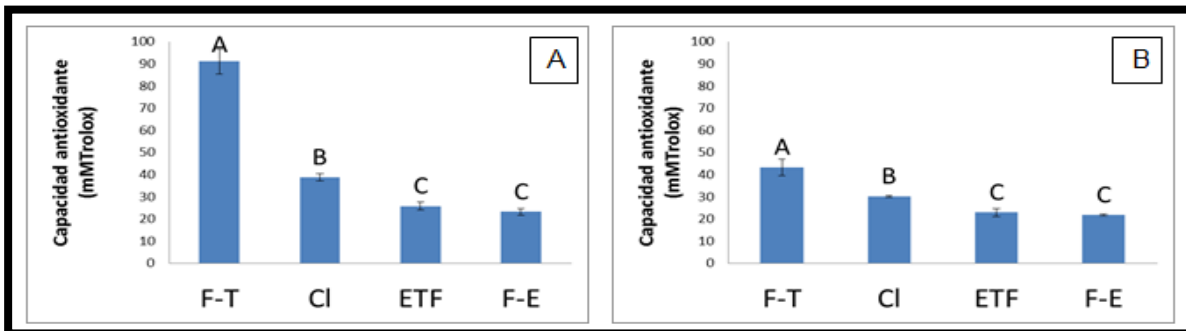 Capacidad antioxidante
(mMTrolox)
100
90
80
70
60
50
40
30
20
10
0
A
B
C
C
F-T
Cl
ETF
F-E
A
Capacidad antioxidante
(mMTrolox)
100
90
80
70
60
50
40
30
20
10
0
A
B
C
C
F-T
Cl
ETF
F-E
B